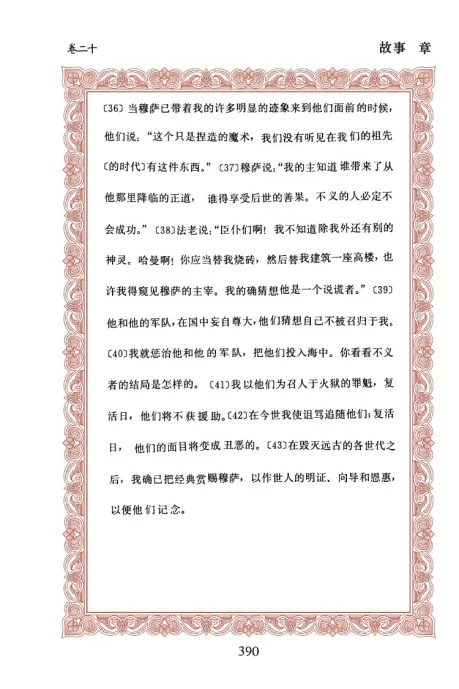 卷二十
故事 章
〔36〕当穆萨已带着我的许多明显的迹象来到他们面前的时候，
他们说：“这个只是捏造的魔术，我们没有听见在我们的祖先
〔的时代〕有这件东西。”〔37〕穆萨说：“我的主知道谁带来了从
他那里降临的正道， 谁得享受后世的善果。不义的人必定不
会成功。”〔38〕法老说：“臣仆们啊！我不知道除我外还有别的
神灵。哈曼啊！你应当替我烧砖，然后替我建筑一座高楼，也
许我得窥见穆萨的主宰。我的确猜想他是一个说谎者。”〔39〕
他和他的军队，在国中妄自尊大，他们猜想自己不被召归于我。
〔40〕我就惩治他和他的军队，把他们投入海中。你看看不义
者的结局是怎样的。〔41〕我以他们为召人于火狱的罪魁，复
活日，他们将不获援助。〔42〕在今世我使诅骂追随他们；复活
日， 他们的面目将变成丑恶的。〔43〕在毁灭远古的各世代之
后，我确已把经典赏赐穆萨，以作世人的明证、向导和恩惠，
以便他们记念。
390